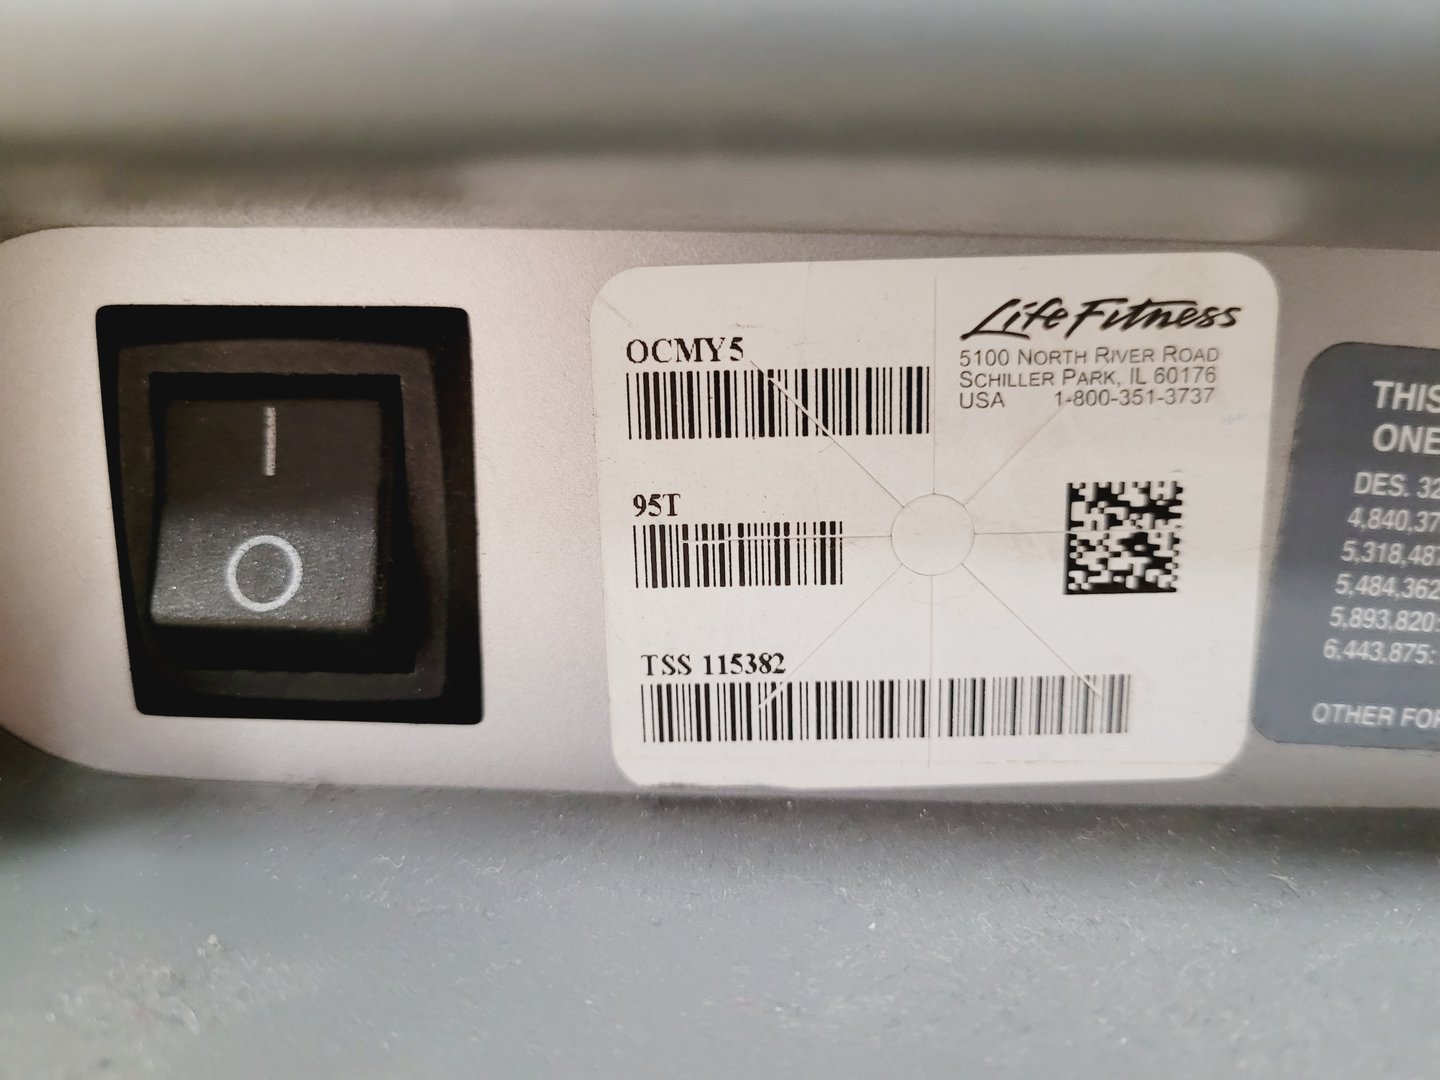 OCMY5
95T
TSS 115382
Life Fitness
5100 NORTH RIVER ROAD
SCHILLER PARK, IL 60176
USA 1-800-351-3737
THIS
ONE
DES. 32
4,840,37
5,318,487
5,484,362
5,893,820:
6,443,875:
OTHER FOR